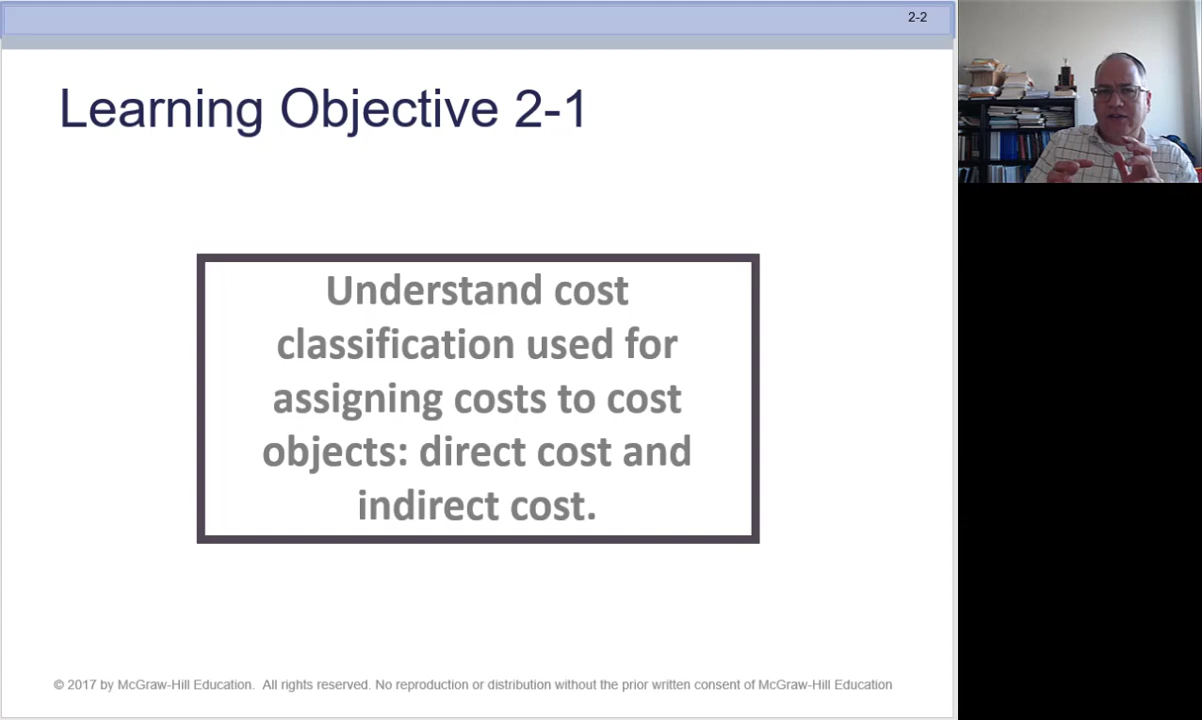 2-2
Learning Objective 2-1
Understand cost
classification used for
assigning costs to cost
objects: direct cost and
indirect cost.
© 2017 by McGraw-Hill Education. All rights reserved. No reproduction or distribution without the prior written consent of McGraw-Hill Education